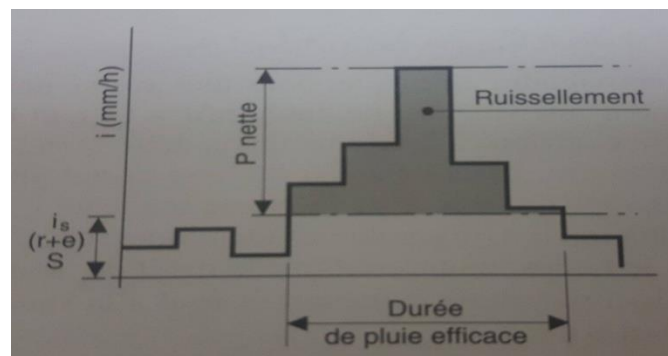 i (mm/h)
P nette
Ruissellement
is
(r+e)
S
Durée
de pluie efficace